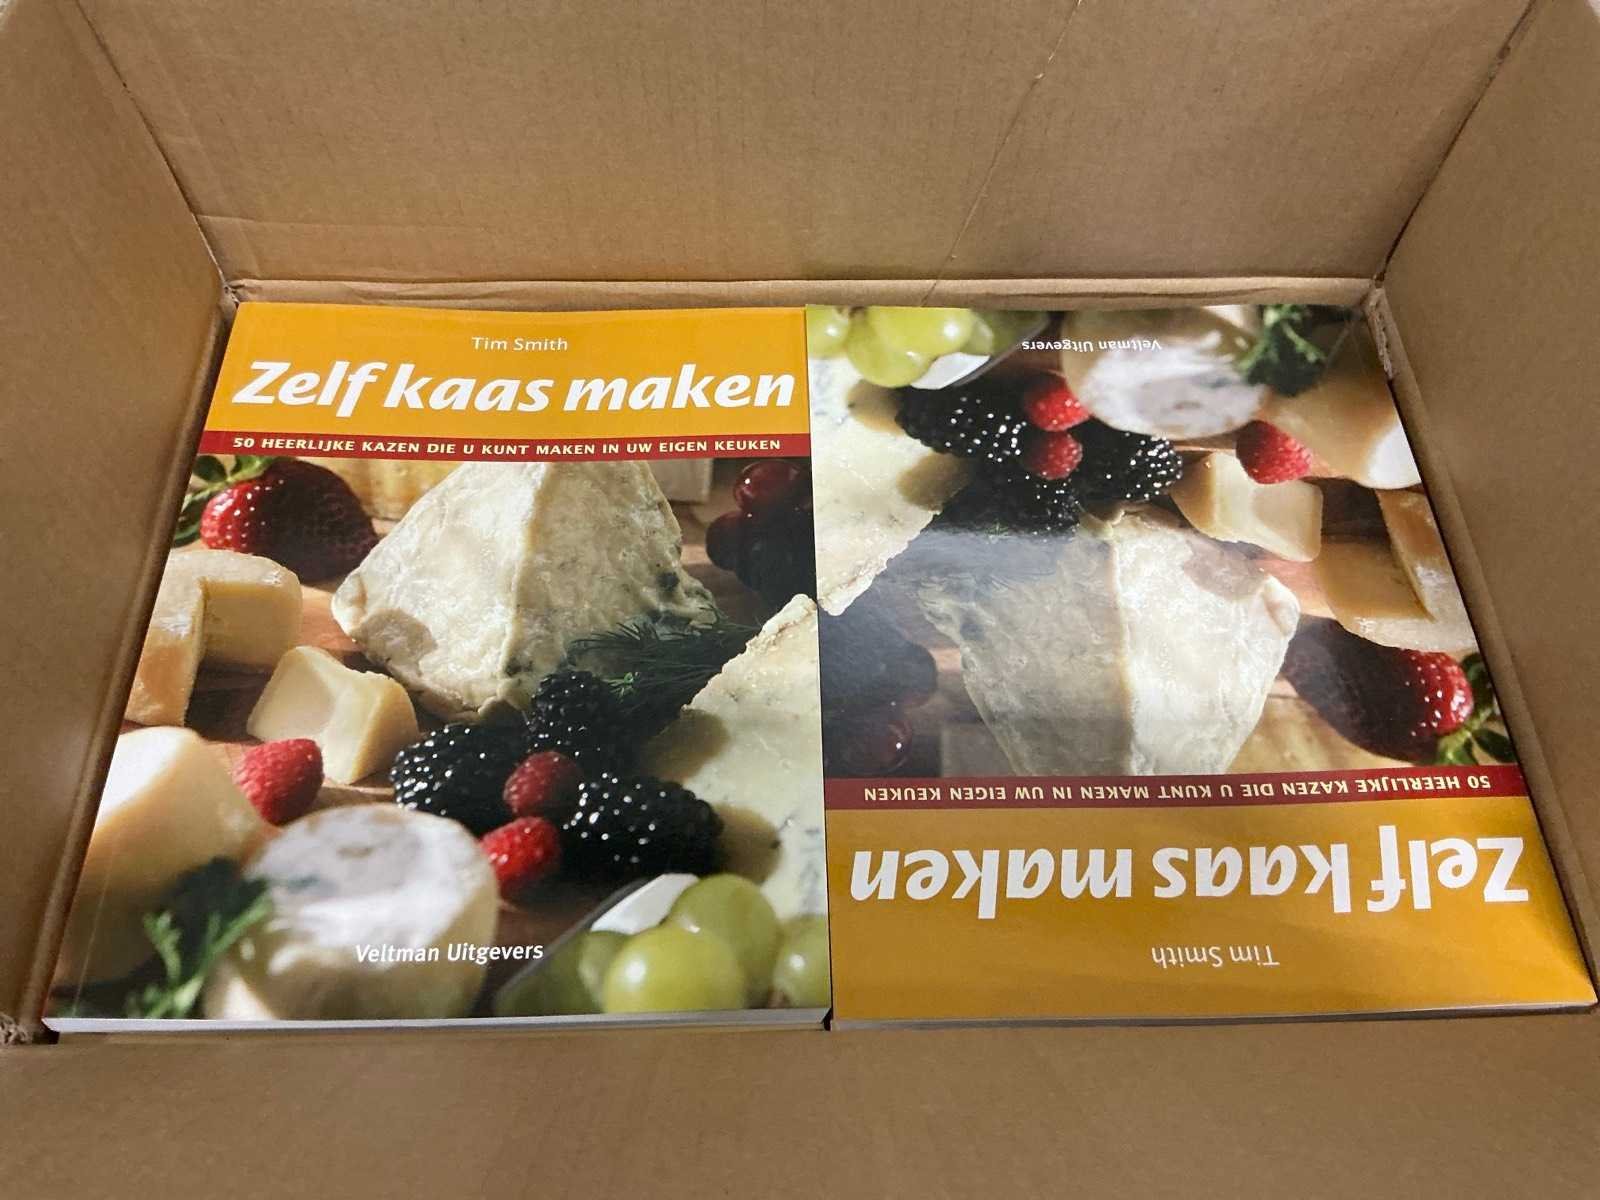 Tim Smith
Zelf kaas maken
50 HEERLIJKE KAZEN DIE U KUNT MAKEN IN UW EIGEN KEUKEN
Veltman Uitgevers
Tim Smith
Zelf kaas maken
50 HEERLIJKE KAZEN DIE U KUNT MAKEN IN UW EIGEN KEUKEN
Veltman Uitgevers